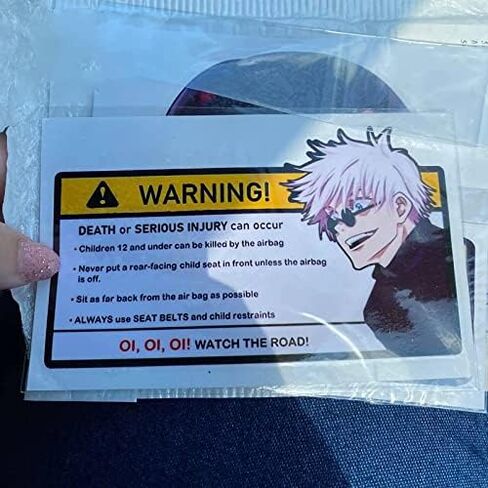 WARNING!
DEATH or SERIOUS INJURY can occur
• Children 12 and under can be killed by the airbag
• Never put a rear-facing child seat in front unless the airbag
is off.
• Sit as far back from the air bag as possible
• ALWAYS use SEAT BELTS and child restraints
OI, OI, OI! WATCH THE ROAD!